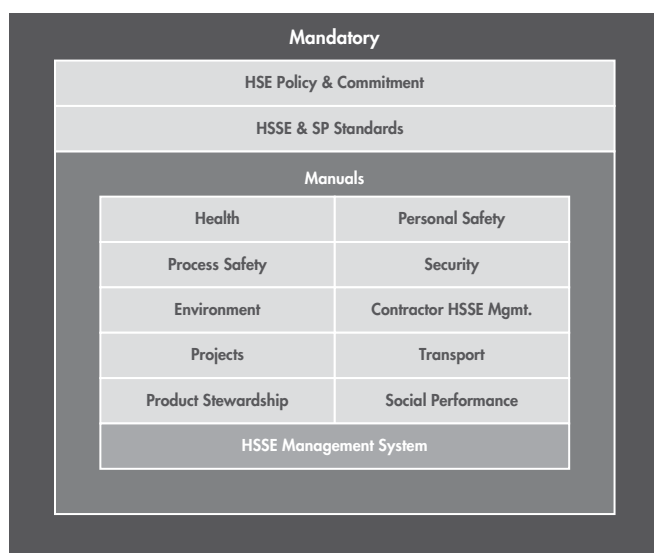 Mandatory
HSE Policy & Commitment
HSSE & SP Standards
Manuals
Health
Personal Safety
Process Safety
Security
Environment
Contractor HSSE Mgmt.
Projects
Transport
Product Stewardship
Social Performance
HSSE Management System